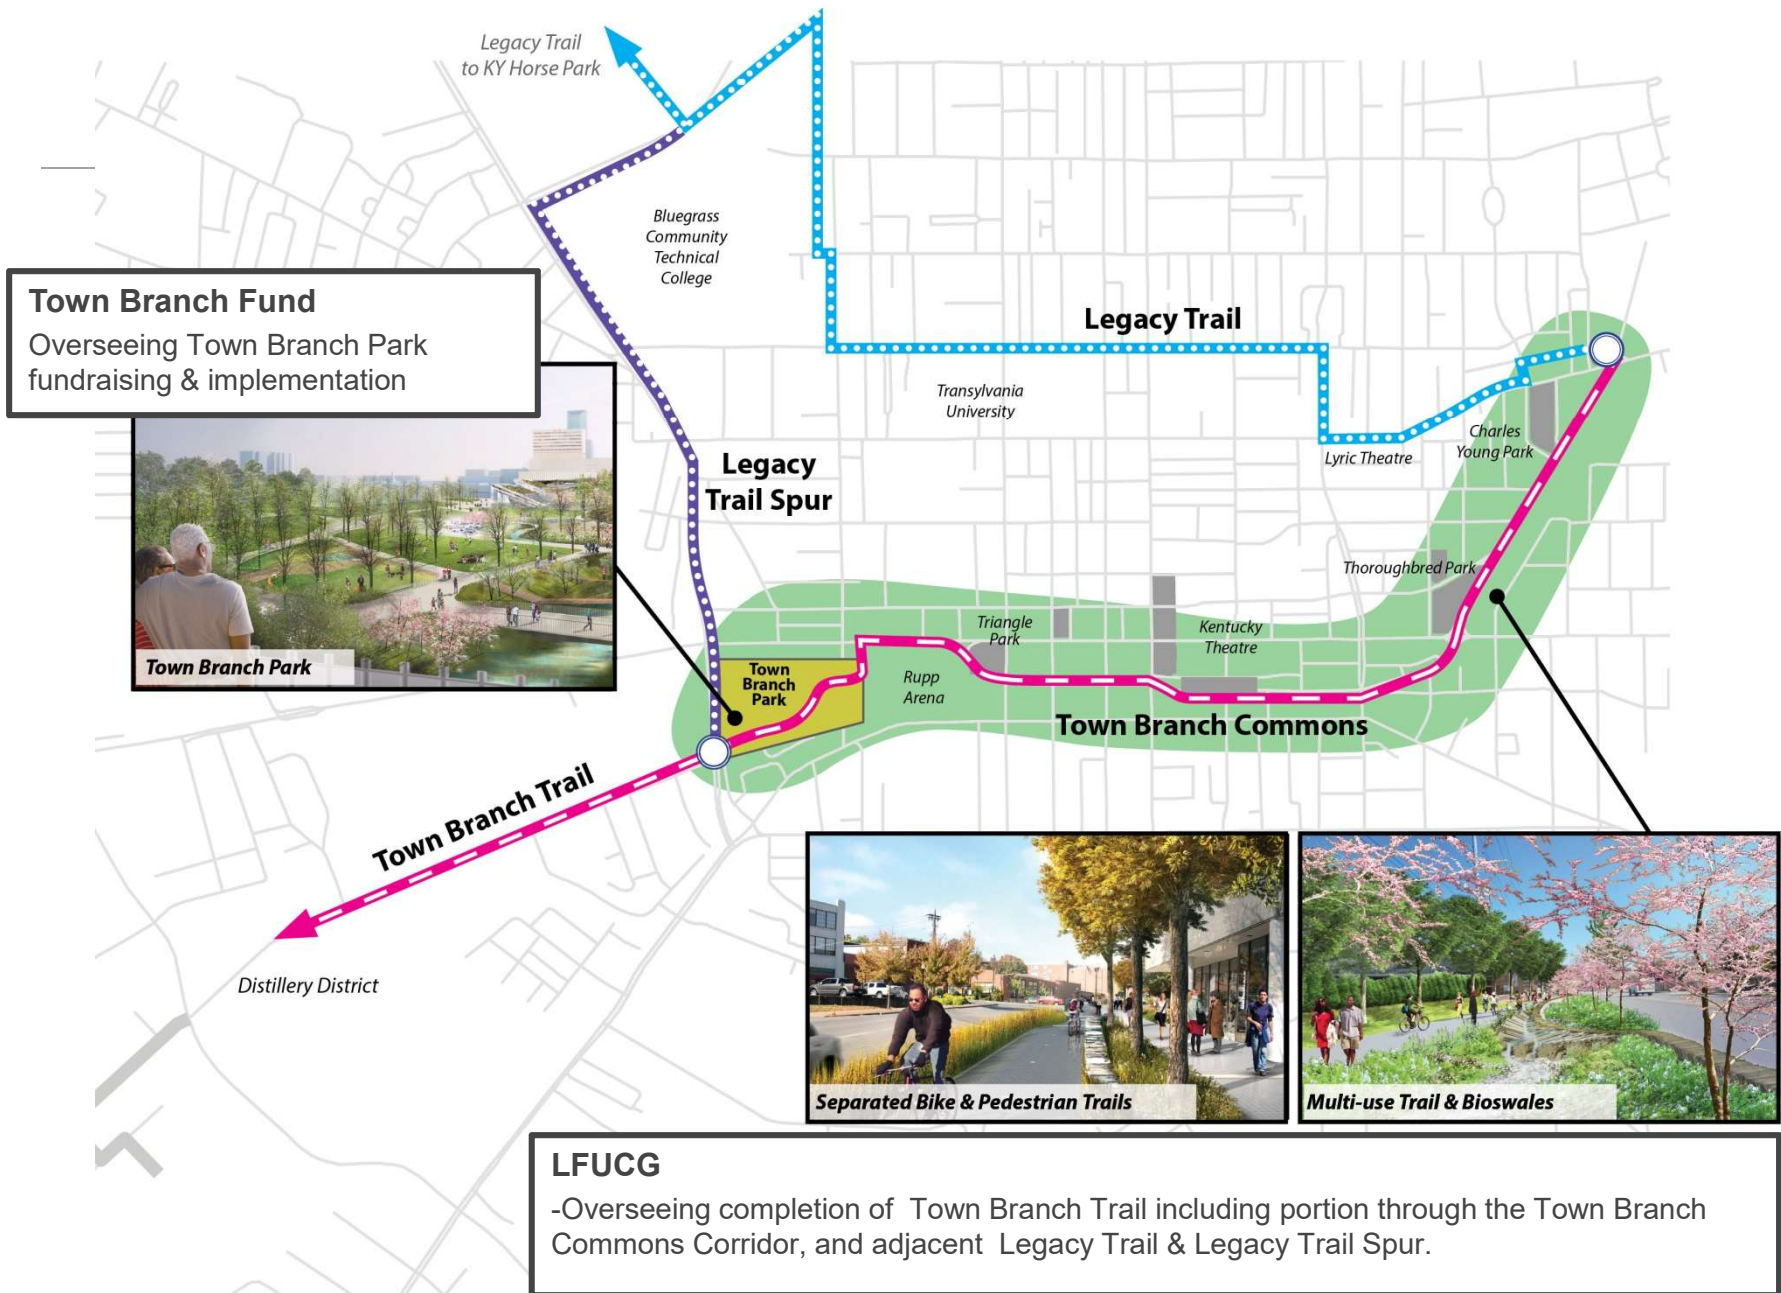 Legacy Trail
to KY Horse Park
Bluegrass
Community
Technical
College
Town Branch Fund
Overseeing Town Branch Park
fundraising & implementation
Legacy Trail
Transylvania
University
Charles
Young Park
Lyric Theatre
Legacy
Trail Spur
Thoroughbred Park
Triangle
Park
Kentucky
Theatre
Town Branch Park
Town
Branch
Park
Rupp
Arena
Town Branch Commons
Town Branch Trail
Distillery District
Separated Bike & Pedestrian Trails
Multi-use Trail & Bioswales
LFUCG
-Overseeing completion of  Town Branch Trail including portion through the Town Branch
Commons Corridor, and adjacent  Legacy Trail & Legacy Trail Spur.